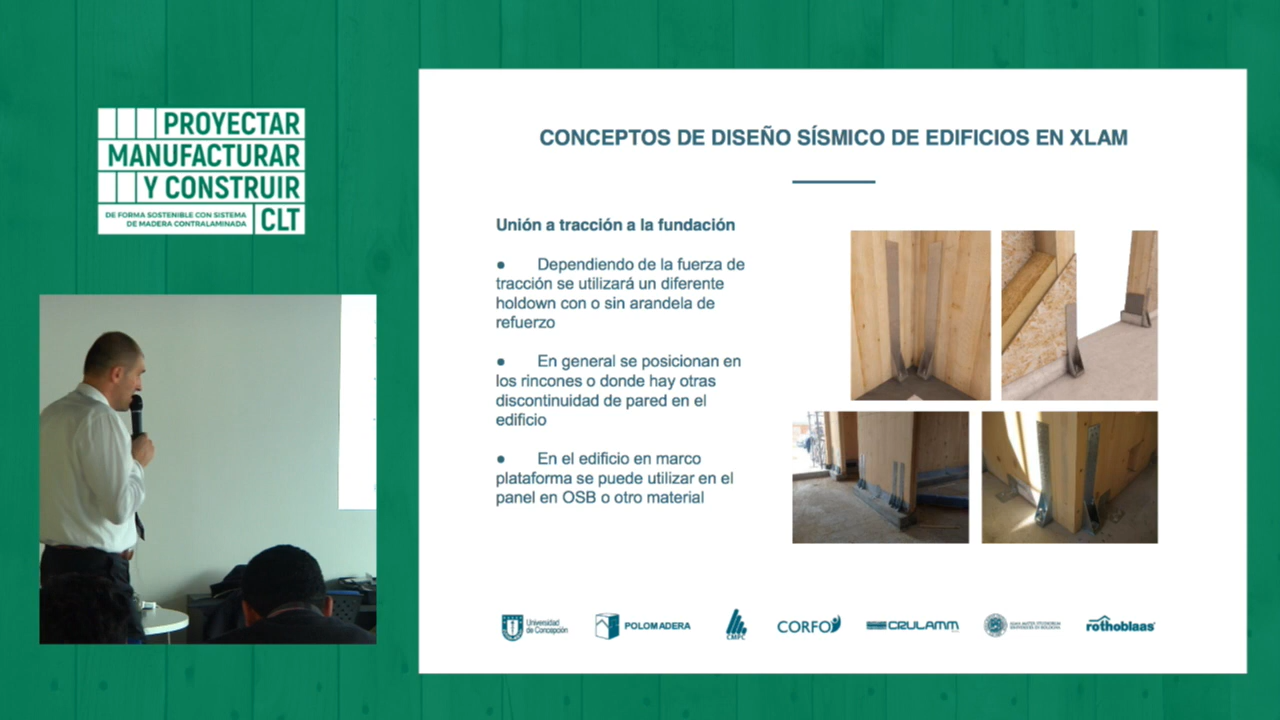 PROYECTAR
MANUFACTURAR
Y CONSTRUIR
DE FORMA SOSTENIBLE CON SISTEMA
DE MADERA CONTRALAMINADA
CLT
CONCEPTOS DE DISEÑO SÍSMICO DE EDIFICIOS EN XLAM
Unión a tracción a la fundación
● Dependiendo de la fuerza de
tracción se utilizará un diferente
holdown con o sin arandela de
refuerzo
● En general se posicionan en
los rincones o donde hay otras
discontinuidad de pared en el
edificio
● En el edificio en marco
plataforma se puede utilizar en el
panel en OSB o otro material
Universidad
de Concepción
POLOMADERA
CMPC
CORFO
CRULAMM
rothoblaas